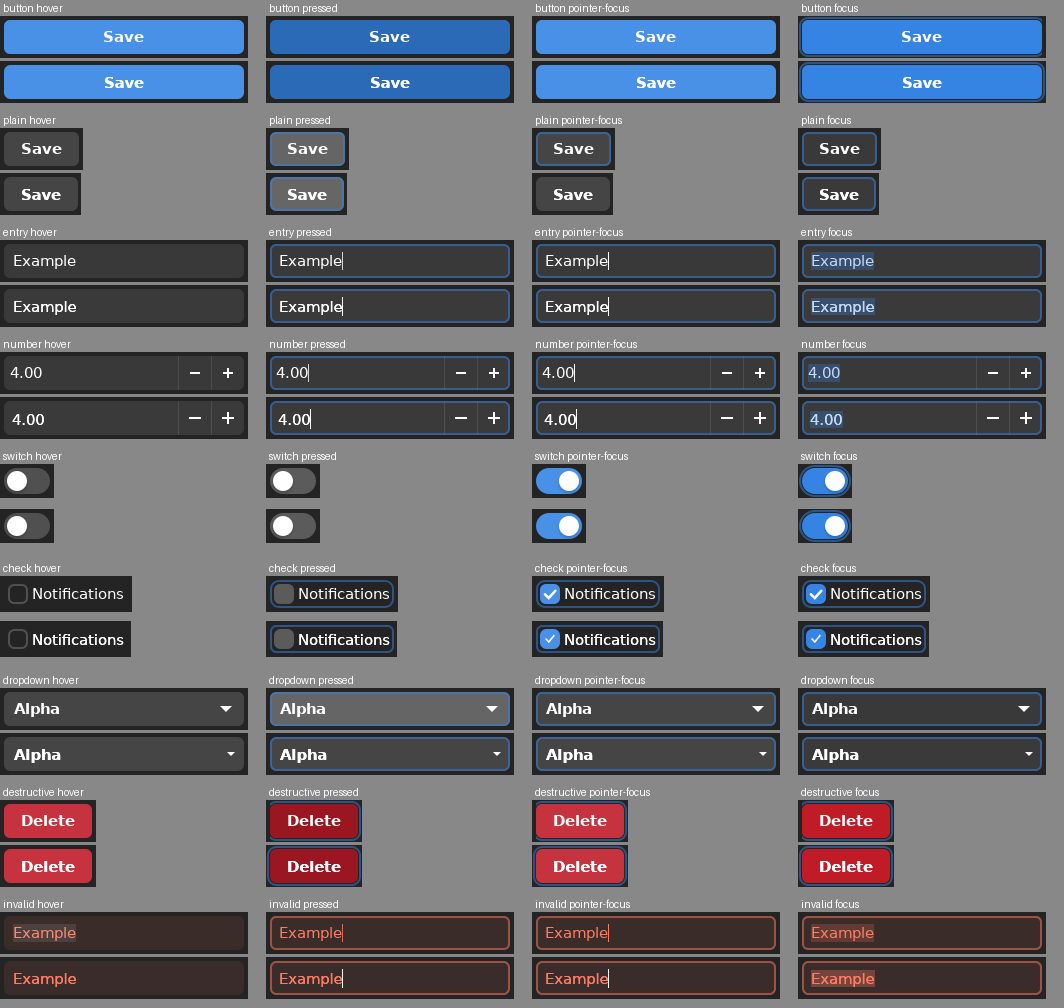 button hover button pressed button pointer-focus button focus
Save Save Save Save
Save Save Save Save
plain hover plain pressed plain pointer-focus plain focus
Save Save Save Save
Save Save Save Save
entry hover entry pressed entry pointer-focus entry focus
Example Example Example Example
Example Example Example Example
number hover number pressed number pointer-focus number focus
4.00 − + 4.00 − + 4.00 − + 4.00 − +
4.00 − + 4.00 − + 4.00 − + 4.00 − +
switch hover switch pressed switch pointer-focus switch focus
check hover check pressed check pointer-focus check focus
Notifications Notifications Notifications Notifications
Notifications Notifications Notifications Notifications
dropdown hover dropdown pressed dropdown pointer-focus dropdown focus
Alpha Alpha Alpha Alpha
Alpha Alpha Alpha Alpha
destructive hover destructive pressed destructive pointer-focus destructive focus
Delete Delete Delete Delete
Delete Delete Delete Delete
invalid hover invalid pressed invalid pointer-focus invalid focus
Example Example Example Example
Example Example Example Example